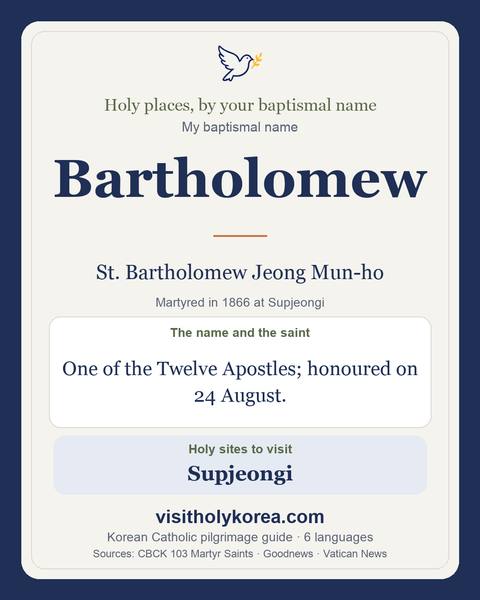 Holy places, by your baptismal name
My baptismal name
Bartholomew
St. Bartholomew Jeong Mun-ho
Martyred in 1866 at Supjeongi
The name and the saint
One of the Twelve Apostles; honoured on
24 August.
Holy sites to visit
Supjeongi
visitholykorea.com
Korean Catholic pilgrimage guide · 6 languages
Sources: CBCK 103 Martyr Saints · Goodnews · Vatican News